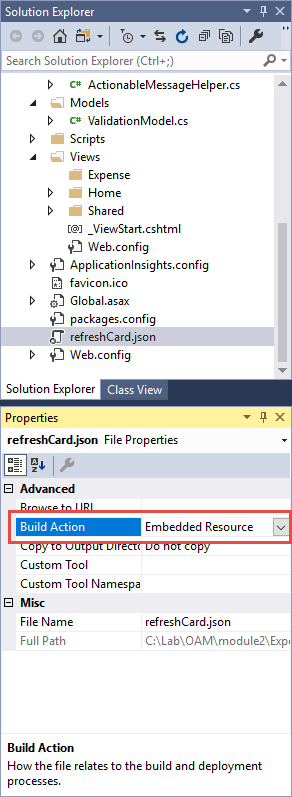 Solution Explorer
Search Solution Explorer (Ctrl+;)
C# ActionableMessageHelper.cs
Models
C# ValidationModel.cs
Scripts
Views
Expense
Home
Shared
_ViewStart.cshtml
Web.config
ApplicationInsights.config
favicon.ico
Global.asax
packages.config
refreshCard.json
Web.config
Solution Explorer Class View
Properties
refreshCard.json File Properties
Advanced
Browse to URL
Build Action Embedded Resource
Copy to Output Directo Do not copy
Custom Tool
Custom Tool Namespa
Misc
File Name refreshCard.json
Full Path C:\Lab\OAM\module2\Exp
Build Action
How the file relates to the build and deployment
processes.